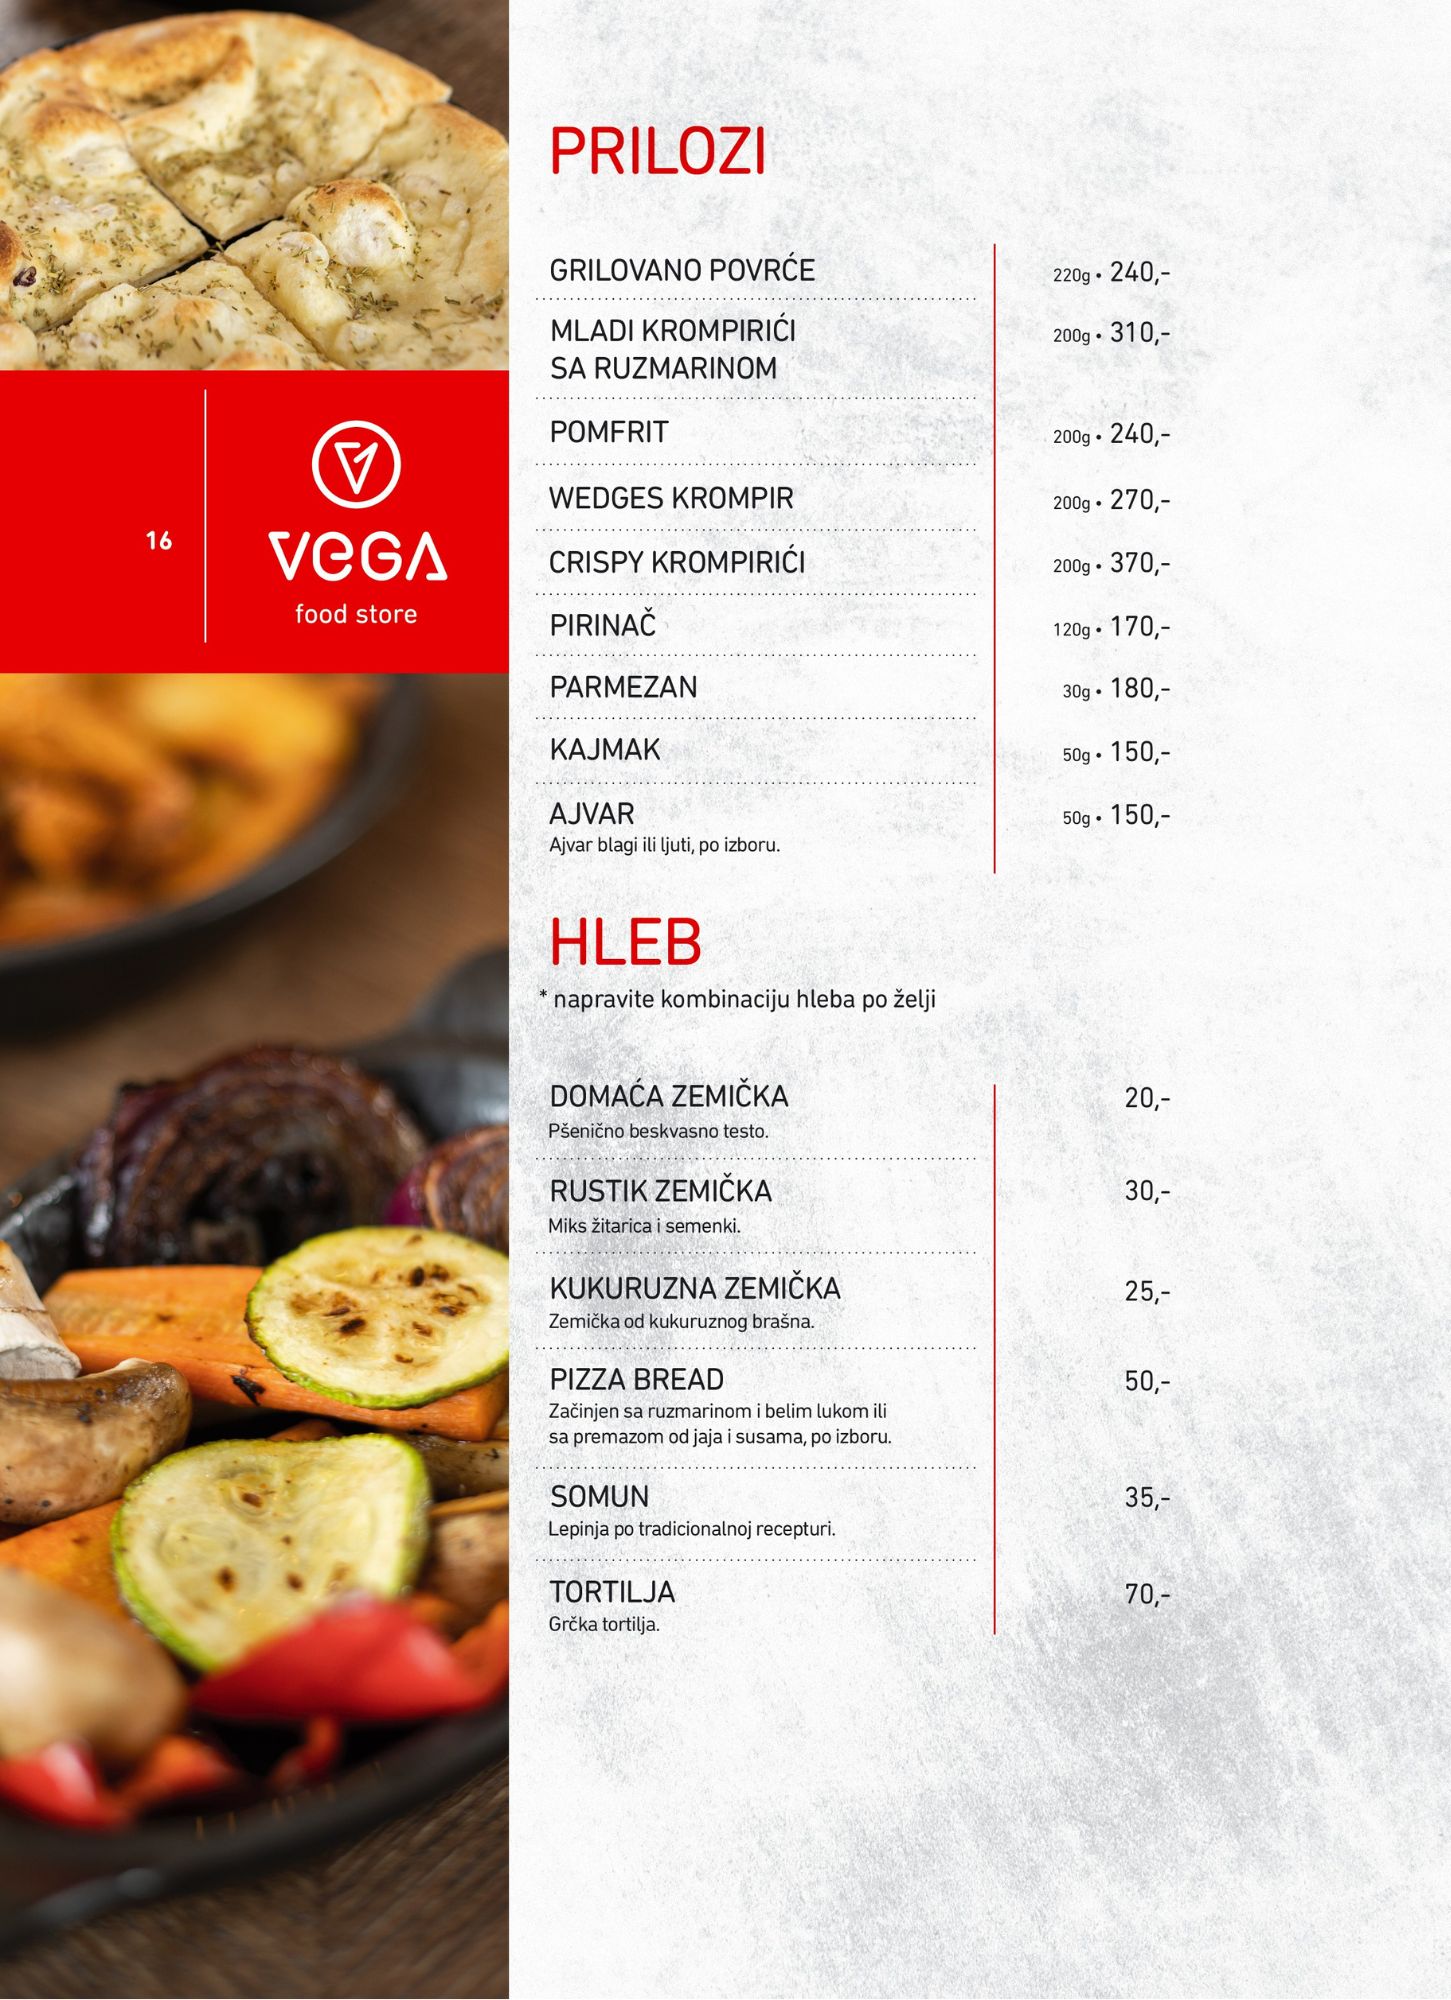 PRILOZI
GRILOVANO POVRĆE 220g • 240,-
MLADI KROMPIRIĆI 200g • 310,-
SA RUZMARINOM
POMFRIT 200g • 240,-
WEDGES KROMPIR 200g • 270,-
CRISPY KROMPIRIĆI 200g • 370,-
PIRINAČ 120g • 170,-
PARMEZAN 30g • 180,-
KAJMAK 50g • 150,-
AJVAR 50g • 150,-
Ajvar blagi ili ljuti, po izboru.
16
VEGA
food store
HLEB
* napravite kombinaciju hleba po želji
DOMAĆA ZEMIČKA 20,-
Pšenično beskvasno testo.
RUSTIK ZEMIČKA 30,-
Miks žitarica i semenki.
KUKURUZNA ZEMIČKA 25,-
Zemička od kukuruznog brašna.
PIZZA BREAD 50,-
Začinjen sa ruzmarinom i belim lukom ili
sa premazom od jaja i susama, po izboru.
SOMUN 35,-
Lepinja po tradicionalnoj recepturi.
TORTILJA 70,-
Grčka tortilja.